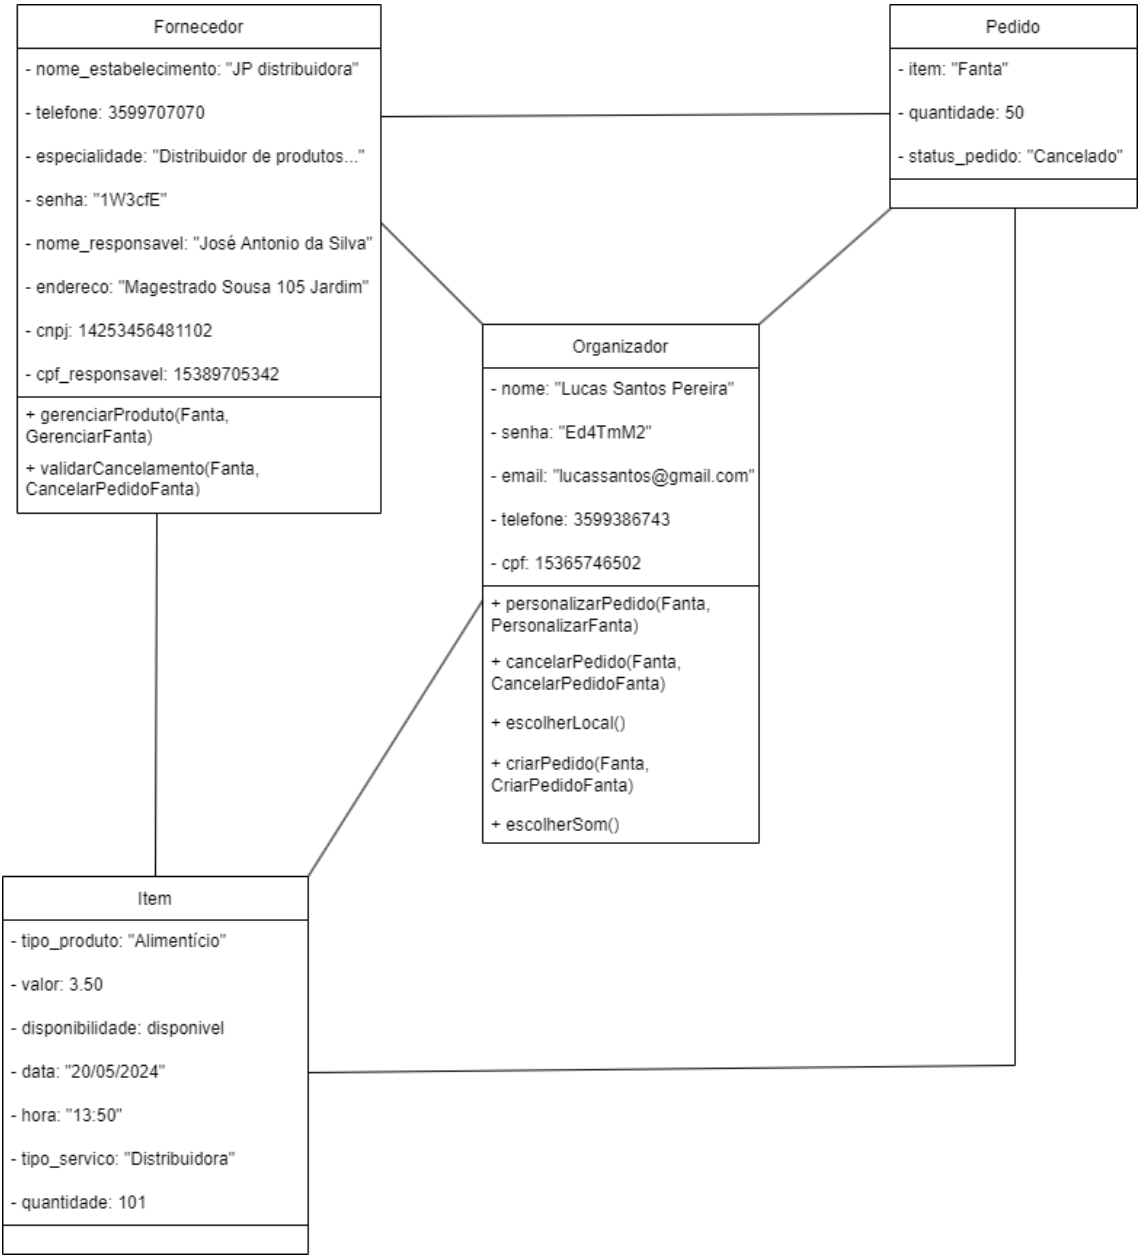 Fornecedor
- nome_estabelecimento: "JP distribuidora"
- telefone: 3599707070
- especialidade: "Distribuidor de produtos..."
- senha: "1W3cfE"
- nome_responsavel: "José Antonio da Silva"
- endereco: "Magestrado Sousa 105 Jardim"
- cnpj: 14253456481102
- cpf_responsavel: 15389705342
+ gerenciarProduto(Fanta,
GerenciarFanta)
+ validarCancelamento(Fanta,
CancelarPedidoFanta)
Pedido
- item: "Fanta"
- quantidade: 50
- status_pedido: "Cancelado"
Organizador
- nome: "Lucas Santos Pereira"
- senha: "Ed4TmM2"
- email: "lucassantos@gmail.com"
- telefone: 3599386743
- cpf: 15365746502
+ personalizarPedido(Fanta,
PersonalizarFanta)
+ cancelarPedido(Fanta,
CancelarPedidoFanta)
+ escolherLocal()
+ criarPedido(Fanta,
CriarPedidoFanta)
+ escolherSom()
Item
- tipo_produto: "Alimentício"
- valor: 3.50
- disponibilidade: disponivel
- data: "20/05/2024"
- hora: "13:50"
- tipo_servico: "Distribuidora"
- quantidade: 101